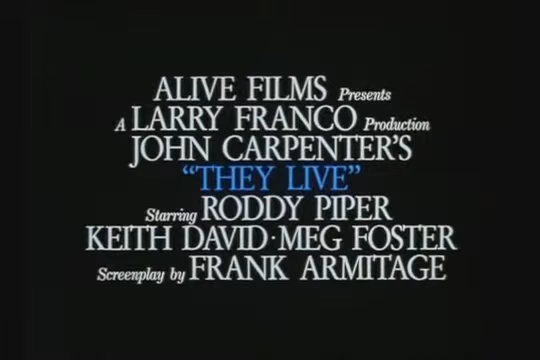 ALIVE FILMS Presents
A LARRY FRANCO Production
JOHN CARPENTER'S
“THEY LIVE”
Starring RODDY PIPER
KEITH DAVID·MEG FOSTER
Screenplay by FRANK ARMITAGE